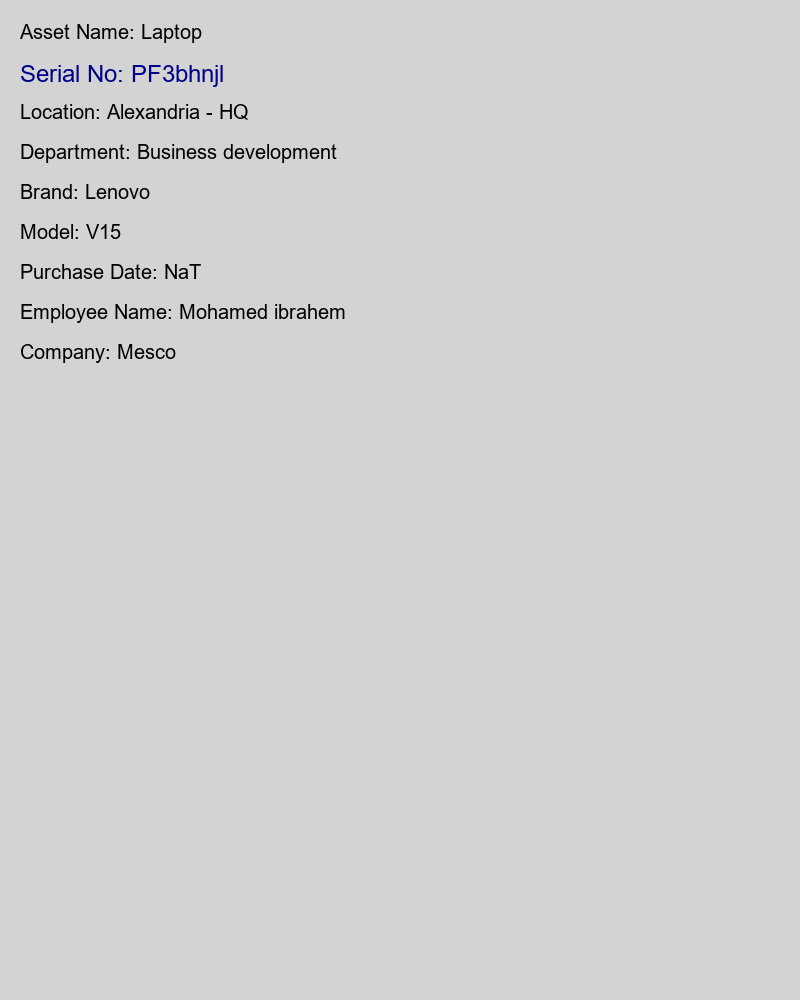 Asset Name: Laptop
Serial No: PF3bhnjl
Location: Alexandria - HQ
Department: Business development
Brand: Lenovo
Model: V15
Purchase Date: NaT
Employee Name: Mohamed ibrahem
Company: Mesco